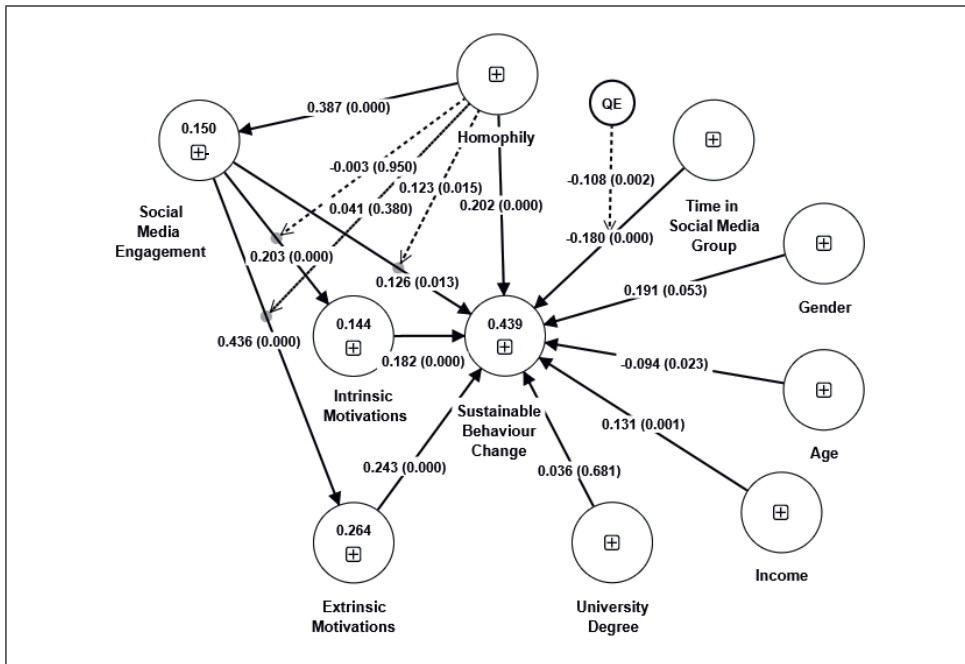 0.387 (0.000)
QE
0.150
Homophily
-0.003 (0.950)
0.123 (0.015)
-0.108 (0.002)
0.041 (0.380)
0.202 (0.000)
Social
Media
Engagement
Time in
Social Media
Group
-0.180 (0.000)
0.203 (0.000)
0.126 (0.013)
0.191 (0.053)
Gender
0.144
0.439
0.436 (0.000)
0.182 (0.000)
-0.094 (0.023)
Intrinsic
Motivations
Sustainable
Behaviour
Change
0.131 (0.001)
Age
0.243 (0.000)
0.036 (0.681)
0.264
Income
Extrinsic
Motivations
University
Degree